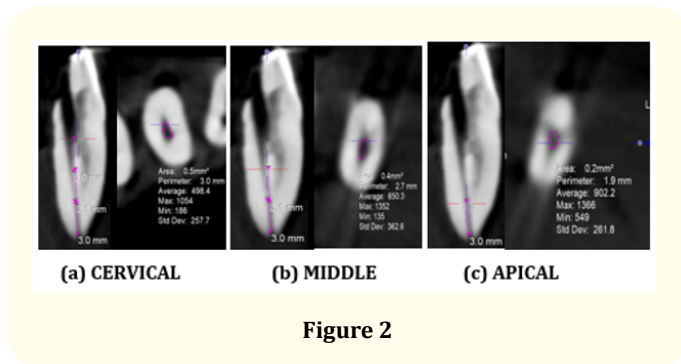 3.0 mm
3.0 mm
Area: 0.5mm²
Perimeter: 3.0 mm
Average: 498.4
Max: 1054
Min: 186
Std Dev: 257.7
3.0 mm
0.4mm²
2.7 mm
Average: 650.3
Max: 1352
Min: 135
Std Dev: 362.6
3.0 mm
Area: 0.2mm²
Perimeter: 1.9 mm
Average: 902.2
Max: 1366
Min: 549
Std Dev: 261.8
L
(a) CERVICAL
(b) MIDDLE
(c) APICAL
Figure 2